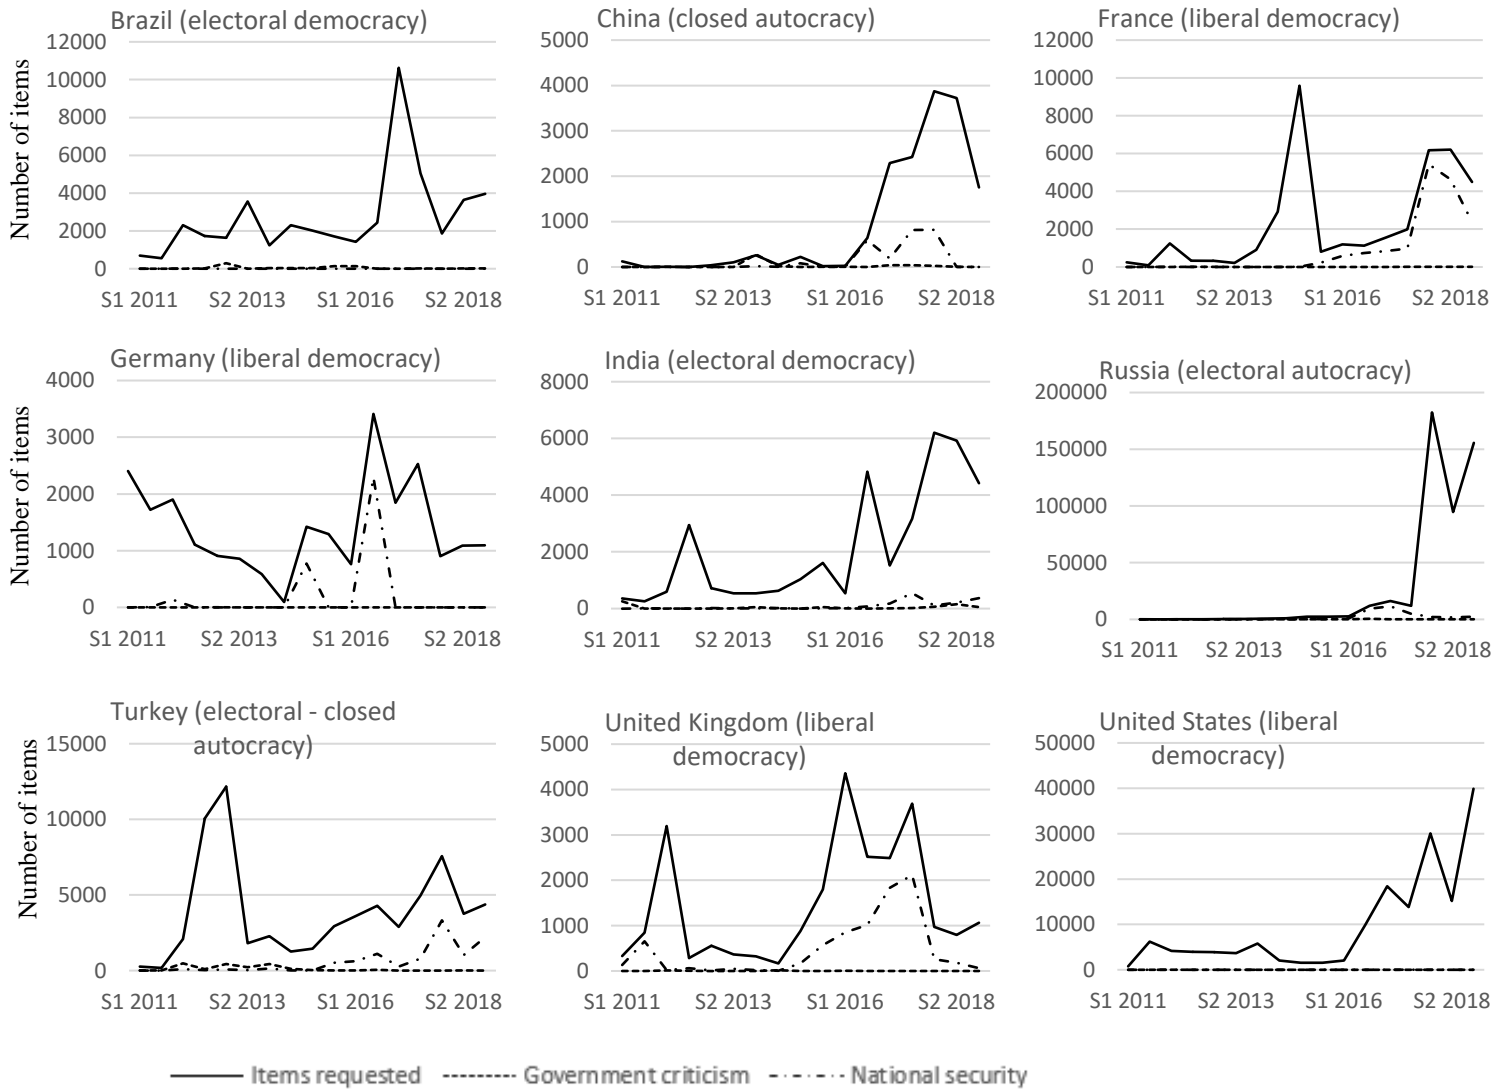 Brazil (electoral democracy)
12000
10000
8000
6000
4000
2000
0
Number of items
S1 2011 S2 2013 S1 2016 S2 2018
China (closed autocracy)
5000
4000
3000
2000
1000
0
S1 2011 S2 2013 S1 2016 S2 2018
France (liberal democracy)
12000
10000
8000
6000
4000
2000
0
S1 2011 S2 2013 S1 2016 S2 2018
Germany (liberal democracy)
4000
3000
2000
1000
0
Number of items
S1 2011 S2 2013 S1 2016 S2 2018
India (electoral democracy)
8000
6000
4000
2000
0
S1 2011 S2 2013 S1 2016 S2 2018
Russia (electoral autocracy)
200000
150000
100000
50000
0
S1 2011 S2 2013 S1 2016 S2 2018
Turkey (electoral - closed
autocracy)
15000
10000
5000
0
Number of items
S1 2011 S2 2013 S1 2016 S2 2018
United Kingdom (liberal
democracy)
5000
4000
3000
2000
1000
0
S1 2011 S2 2013 S1 2016 S2 2018
United States (liberal
democracy)
50000
40000
30000
20000
10000
0
S1 2011 S2 2013 S1 2016 S2 2018
Items requested Government criticism National security